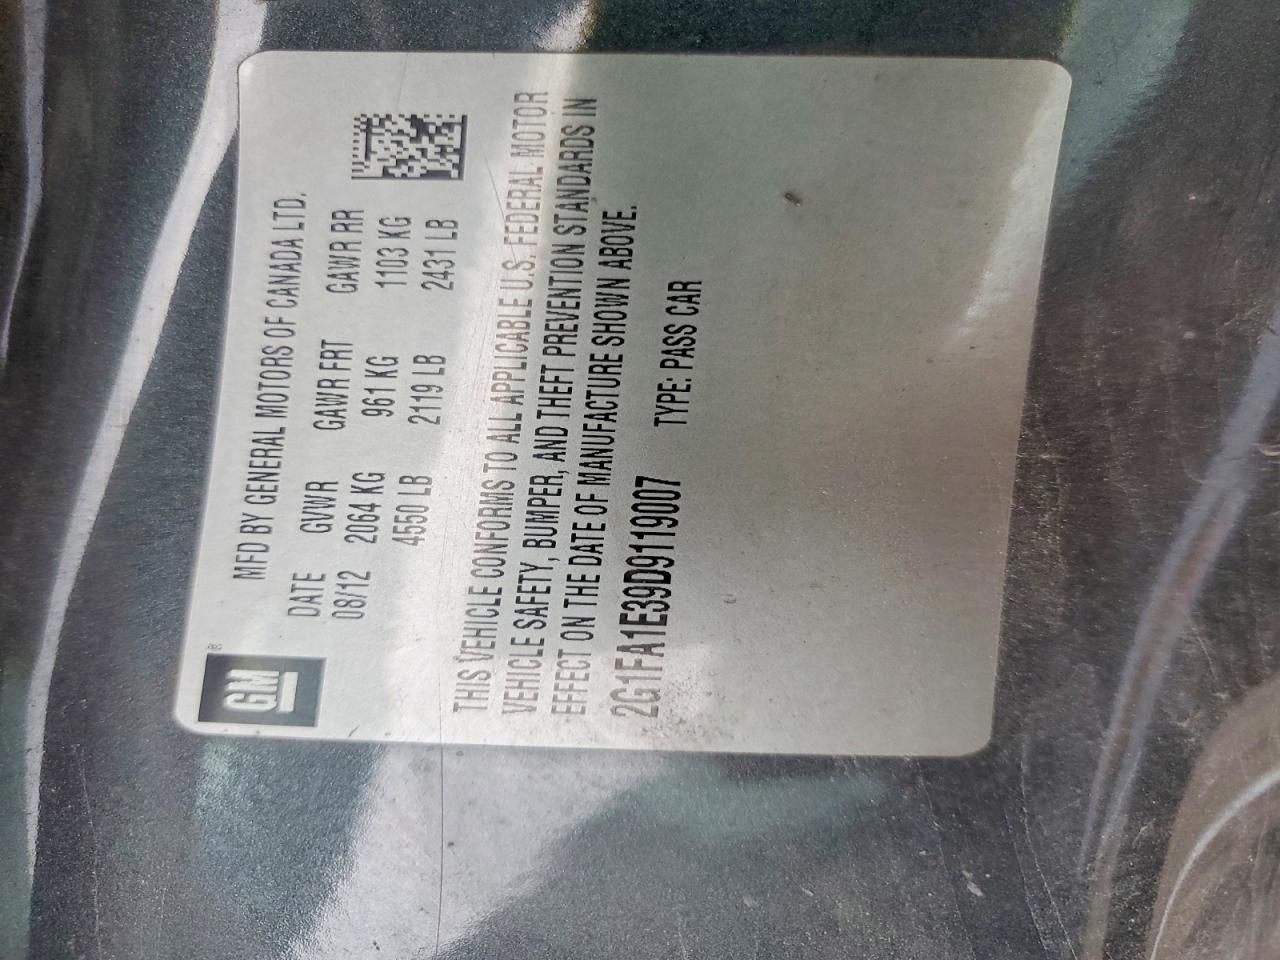 GM
MFD BY GENERAL MOTORS OF CANADA LTD.
DATE GVWR GAWR FRT GAWR RR
08/12 2064 KG 961 KG 1103 KG
4550 LB 2119 LB 2431 LB
THIS VEHICLE CONFORMS TO ALL APPLICABLE U.S. FEDERAL MOTOR
VEHICLE SAFETY, BUMPER, AND THEFT PREVENTION STANDARDS IN
EFFECT ON THE DATE OF MANUFACTURE SHOWN ABOVE.
2G1FA1E39D9119007 TYPE: PASS CAR